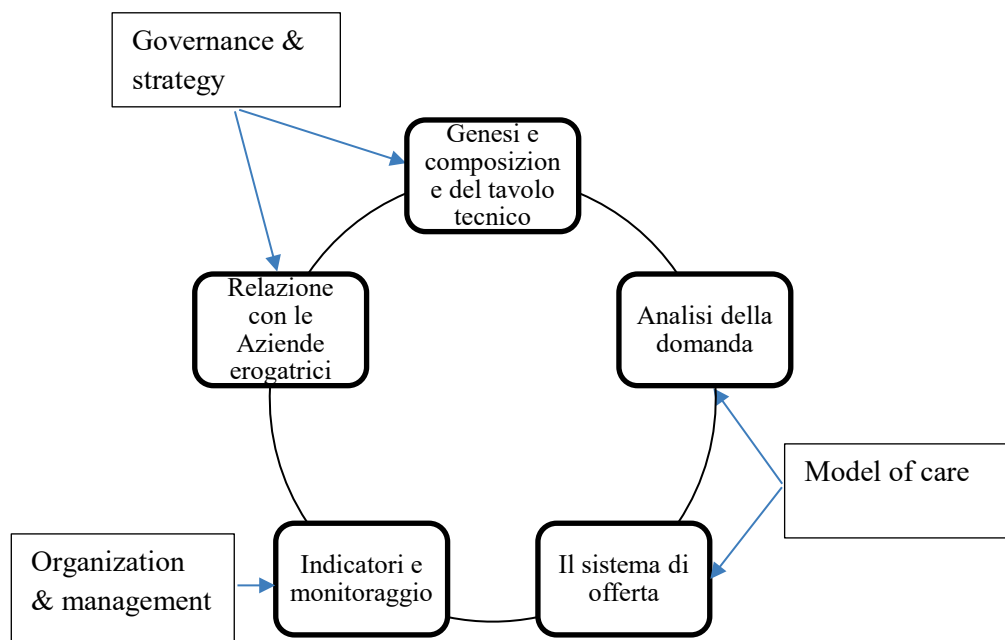 Governance &
strategy
Genesi e
composizion
e del tavolo
tecnico
Relazione
con le
Aziende
erogatrici
Analisi della
domanda
Model of care
Organization
& management
Indicatori e
monitoraggio
Il sistema di
offerta